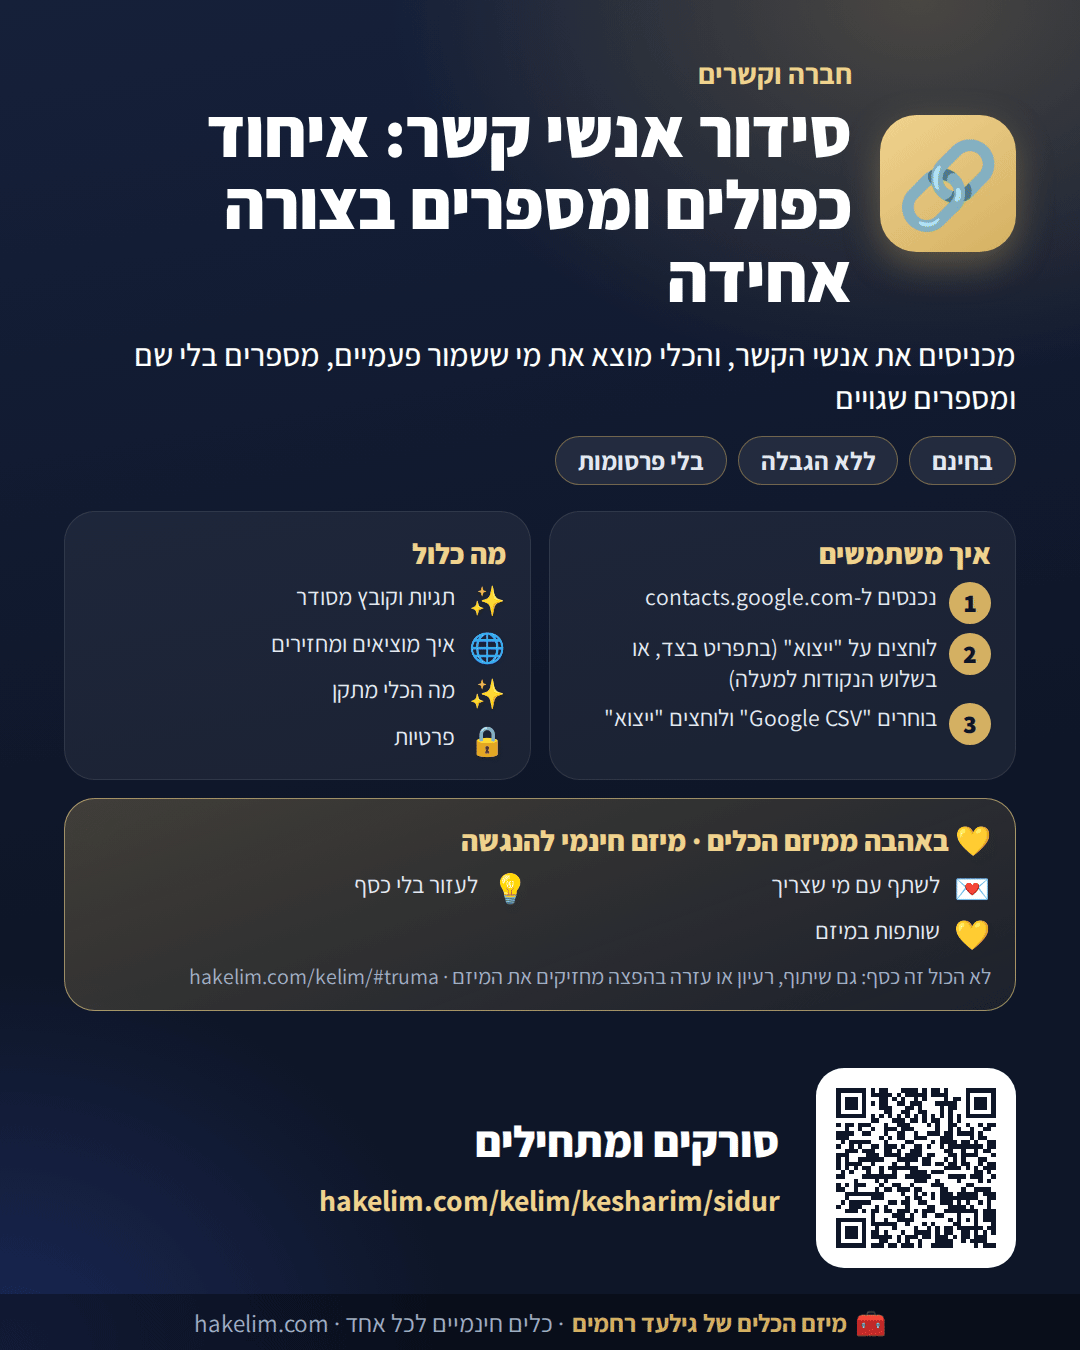 חברה וקשרים
סידור אנשי קשר: איחוד
כפולים ומספרים בצורה
אחידה
מכניסים את אנשי הקשר, והכלי מוצא את מי ששמור פעמיים, מספרים בלי שם
ומספרים שגויים
בחינם
ללא הגבלה
בלי פרסומות
איך משתמשים
1 נכנסים ל-contacts.google.com
2 לוחצים על "ייצוא" (בתפריט בצד, או
בשלוש הנקודות למעלה)
3 בוחרים "Google CSV" ולוחצים "ייצוא"
מה כלול
תגיות וקובץ מסודר
איך מוציאים ומחזירים
מה הכלי מתקן
פרטיות
באהבה ממיזם הכלים · מיזם חינמי להנגשה
לשתף עם מי שצריך
לעזור בלי כסף
שותפות במיזם
לא הכול זה כסף: גם שיתוף, רעיון או עזרה בהפצה מחזיקים את המיזם · hakelim.com/kelim/#truma
סורקים ומתחילים
hakelim.com/kelim/kesharim/sidur
מיזם הכלים של גילעד רחמים · כלים חינמיים לכל אחד · hakelim.com